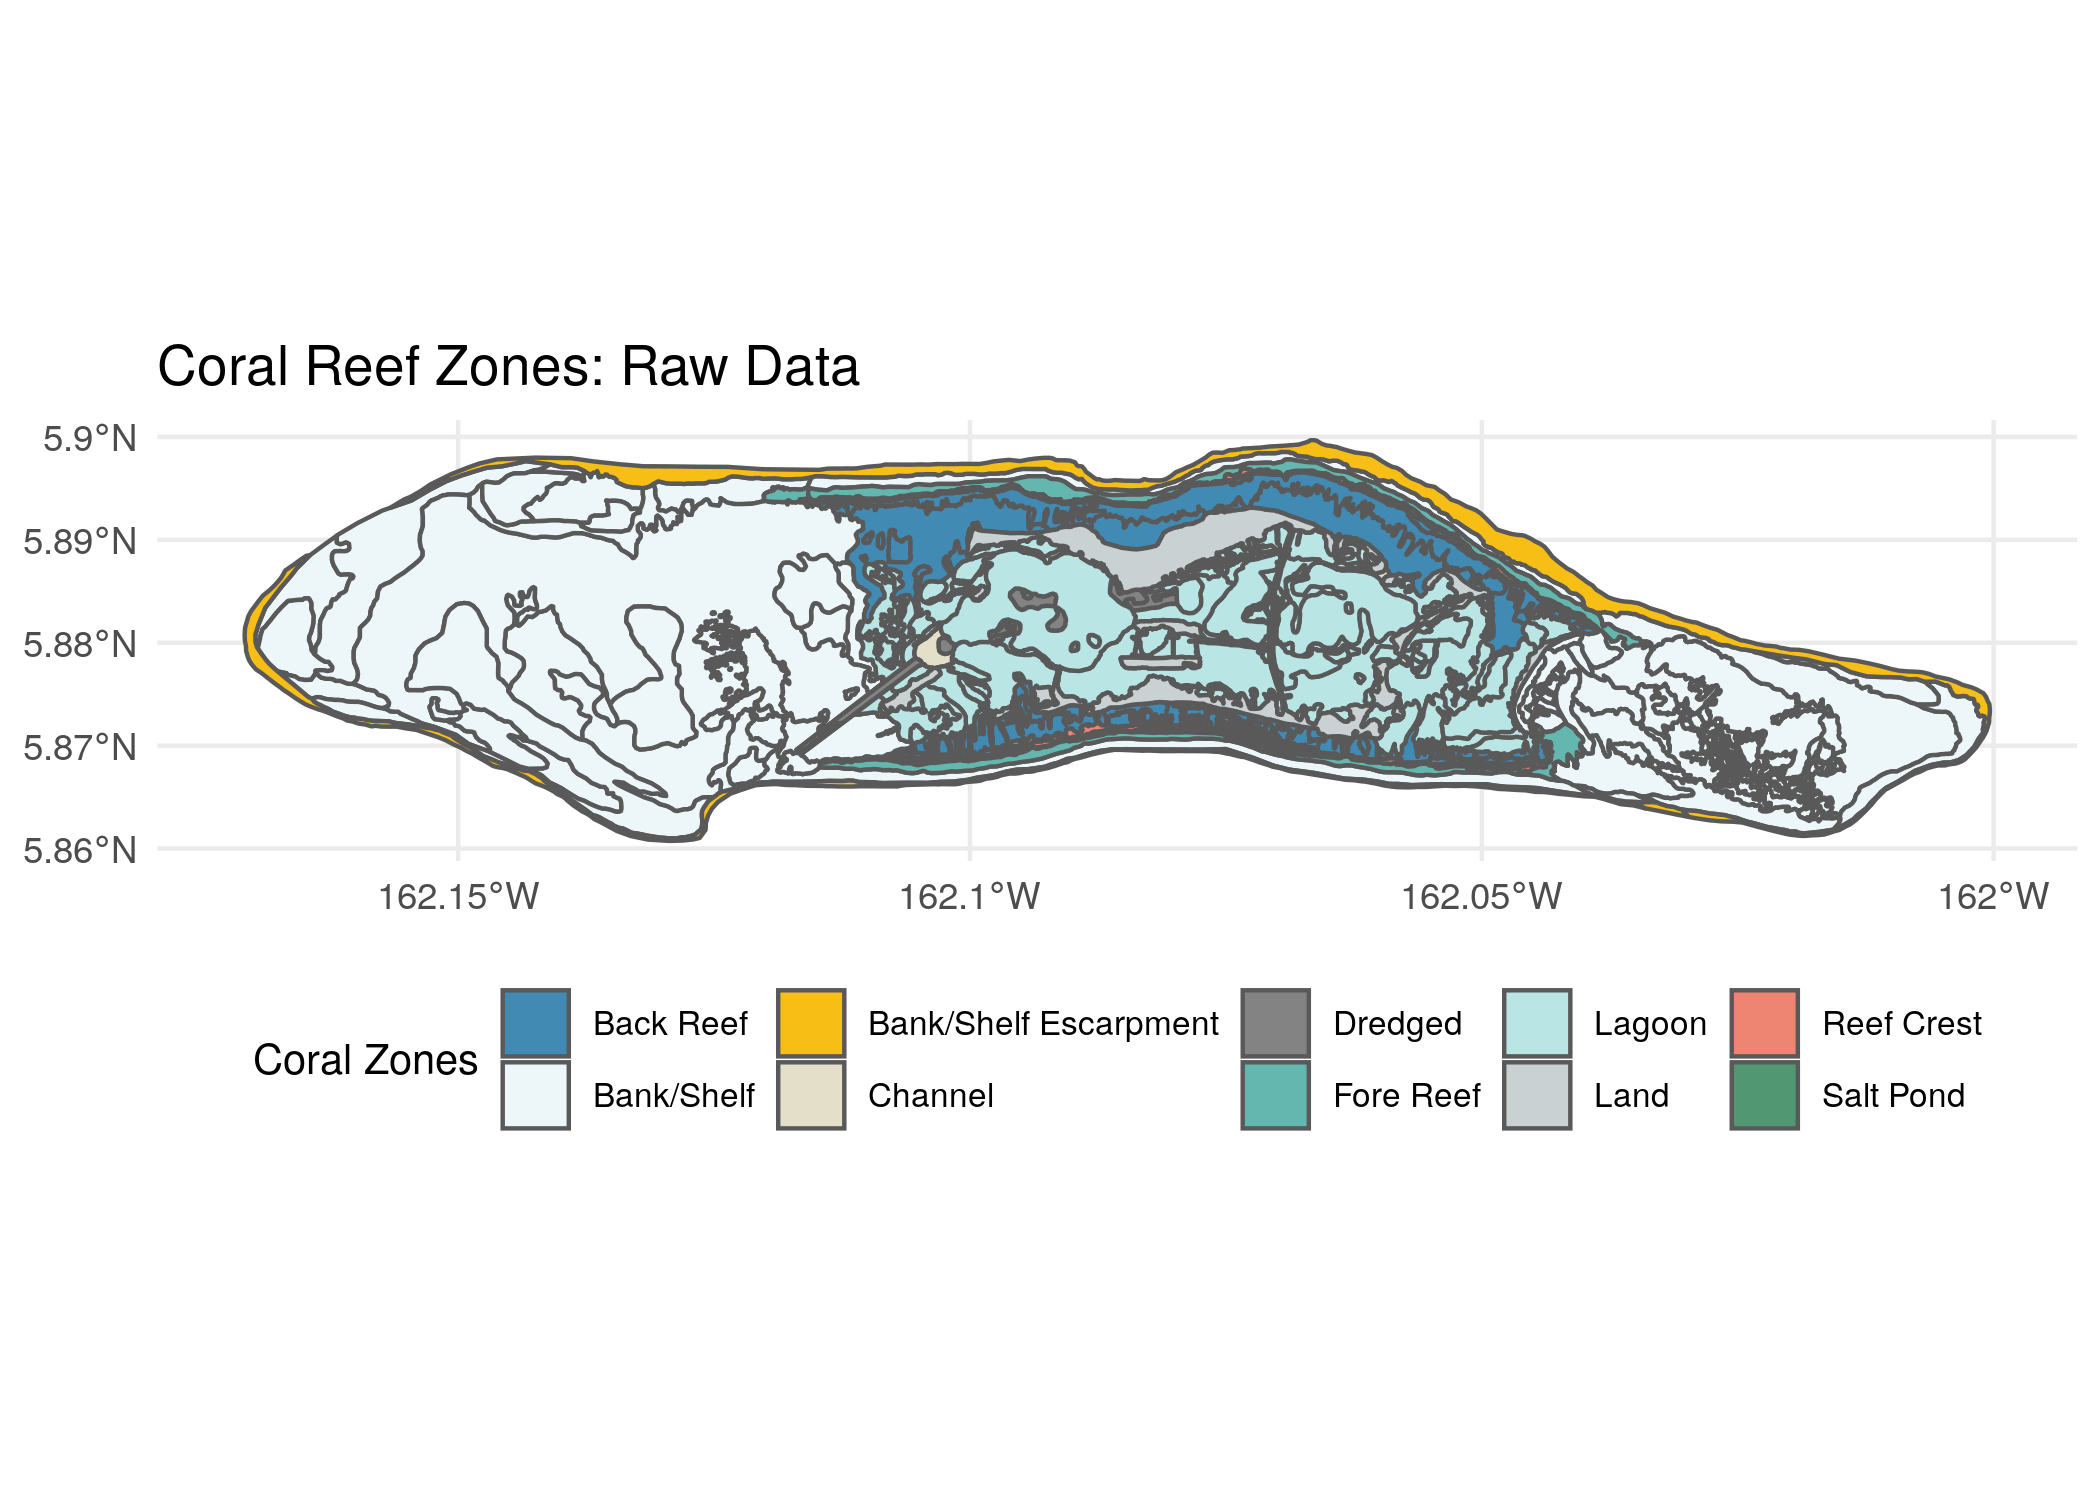 Coral Reef Zones: Raw Data
5.9°N
5.89°N
5.88°N
5.87°N
5.86°N
162.15°W 162.1°W 162.05°W 162°W
Coral Zones
Back Reef Bank/Shelf Escarpment Dredged Lagoon Reef Crest
Bank/Shelf Channel Fore Reef Land Salt Pond